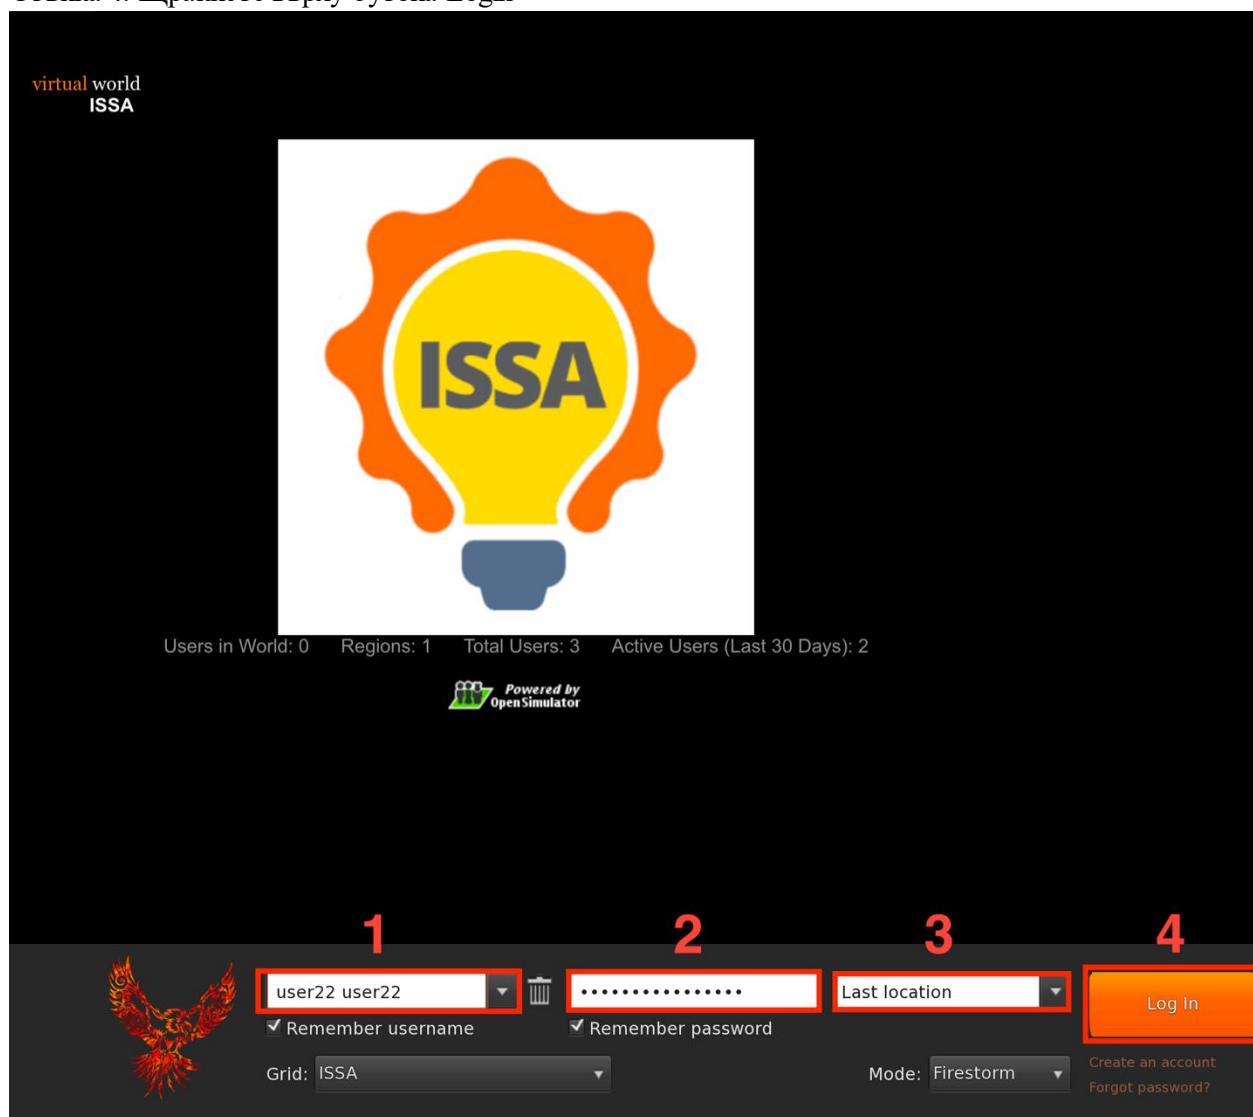 virtual world
ISSA
ISSA
Users in World: 0 Regions: 1 Total Users: 3 Active Users (Last 30 Days): 2
Powered by
OpenSimulator
1 2 3 4
user22 user22 •••••••••••••••• Last location Log In
Remember username Remember password
Grid: ISSA Mode: Firestorm Create an account
Forgot password?